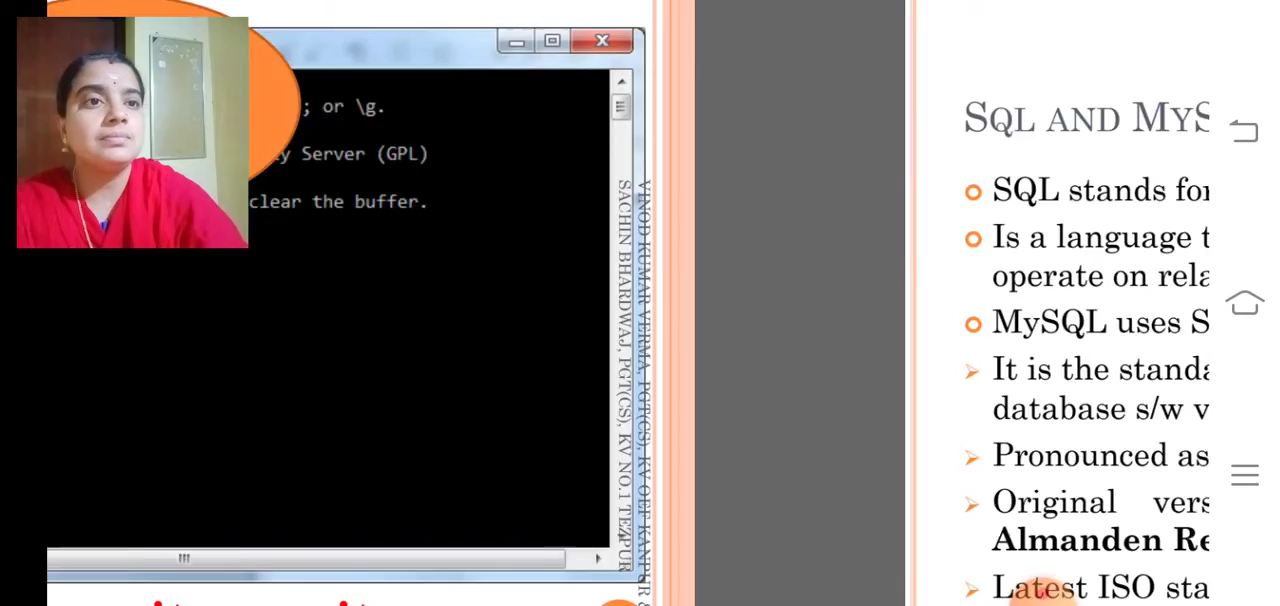 ; or \g.
Server (GPL)
clear the buffer.
VINOD KUMAR VERMA, PGT(CS), KV OEF KANPUR &
SACHIN BHARDWAJ, PGT(CS), KV NO.1 TEZPUR
SQL AND MYS
SQL stands for
Is a language t
operate on rela
MySQL uses S
It is the standa
database s/w v
Pronounced as
Original vers
Almanden Re
Latest ISO sta